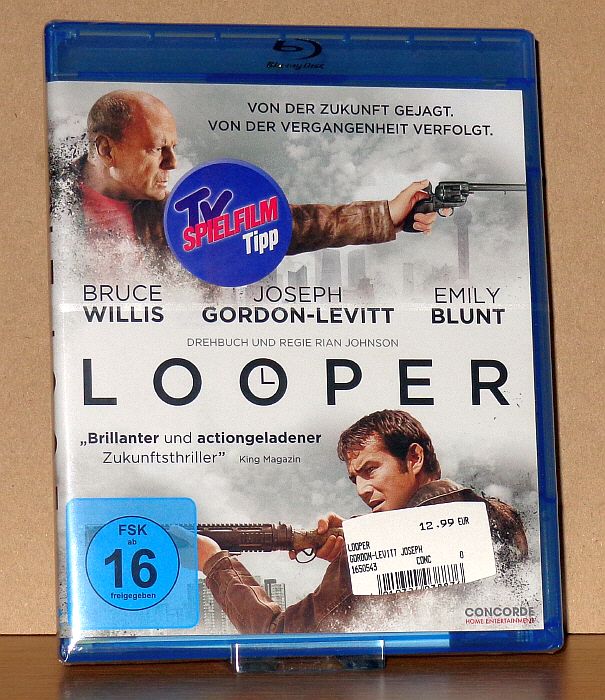 Blu-ray Disc
VON DER ZUKUNFT GEJAGT.
VON DER VERGANGENHEIT VERFOLGT.
TV
SPIELFILM
Tipp
BRUCE WILLIS
JOSEPH GORDON-LEVITT
EMILY BLUNT
DREHBUCH UND REGIE RIAN JOHNSON
LOOPER
„Brillanter und actiongeladener
Zukunftsthriller” King Magazin
FSK
ab
16
freigegeben
12.99 EUR
LOOPER
GORDON-LEVITT JOSEPH
1650543 CONC 0
CONCORDE
HOME ENTERTAINMENT